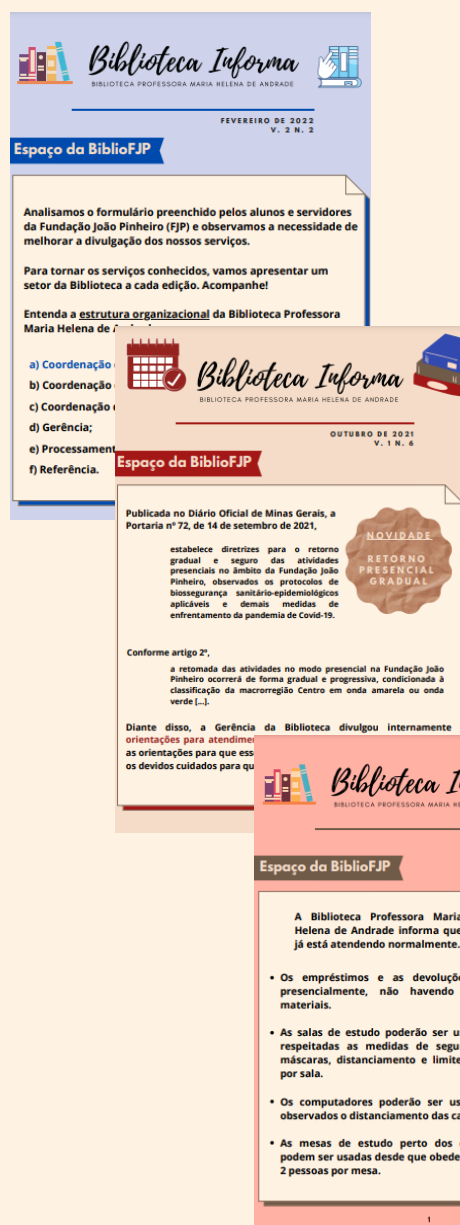 Biblioteca Informa
BIBLIOTECA PROFESSORA MARIA HELENA DE ANDRADE
FEVEREIRO DE 2022
V. 2 N. 2
Espaço da BiblioFJP
Analisamos o formulário preenchido pelos alunos e servidores
da Fundação João Pinheiro (FJP) e observamos a necessidade de
melhorar a divulgação dos nossos serviços.
Para tornar os serviços conhecidos, vamos apresentar um
setor da Biblioteca a cada edição. Acompanhe!
Entenda a estrutura organizacional da Biblioteca Professora
Maria Helena de
a) Coordenação
b) Coordenação
c) Coordenação
d) Gerência;
e) Processament
f) Referência.
Biblioteca Informa
BIBLIOTECA PROFESSORA MARIA HELENA DE ANDRADE
OUTUBRO DE 2021
V. 1 N. 6
Espaço da BiblioFJP
Publicada no Diário Oficial de Minas Gerais, a
Portaria nº 72, de 14 de setembro de 2021,
estabelece diretrizes para o retorno
gradual e seguro das atividades
presenciais no âmbito da Fundação João
Pinheiro, observados os protocolos de
biossegurança sanitário-epidemiológicos
aplicáveis e demais medidas de
enfrentamento da pandemia de Covid-19.
NOVIDADE
RETORNO
PRESENCIAL
GRADUAL
Conforme artigo 2º,
a retomada das atividades no modo presencial na Fundação João
Pinheiro ocorrerá de forma gradual e progressiva, condicionada à
classificação da macrorregião Centro em onda amarela ou onda
verde [...].
Diante disso, a Gerência da Biblioteca divulgou internamente
orientações para atendime
as orientações para que ess
os devidos cuidados para qu
Biblioteca I
BIBLIOTECA PROFESSORA MARIA HE
Espaço da BiblioFJP
A Biblioteca Professora Maria
Helena de Andrade informa que
já está atendendo normalmente.
• Os empréstimos e as devoluçõ
presencialmente, não havendo
materiais.
• As salas de estudo poderão ser u
respeitadas as medidas de segu
máscaras, distanciamento e limite
por sala.
• Os computadores poderão ser us
observados o distanciamento das ca
• As mesas de estudo perto dos
podem ser usadas desde que obede
2 pessoas por mesa.
1